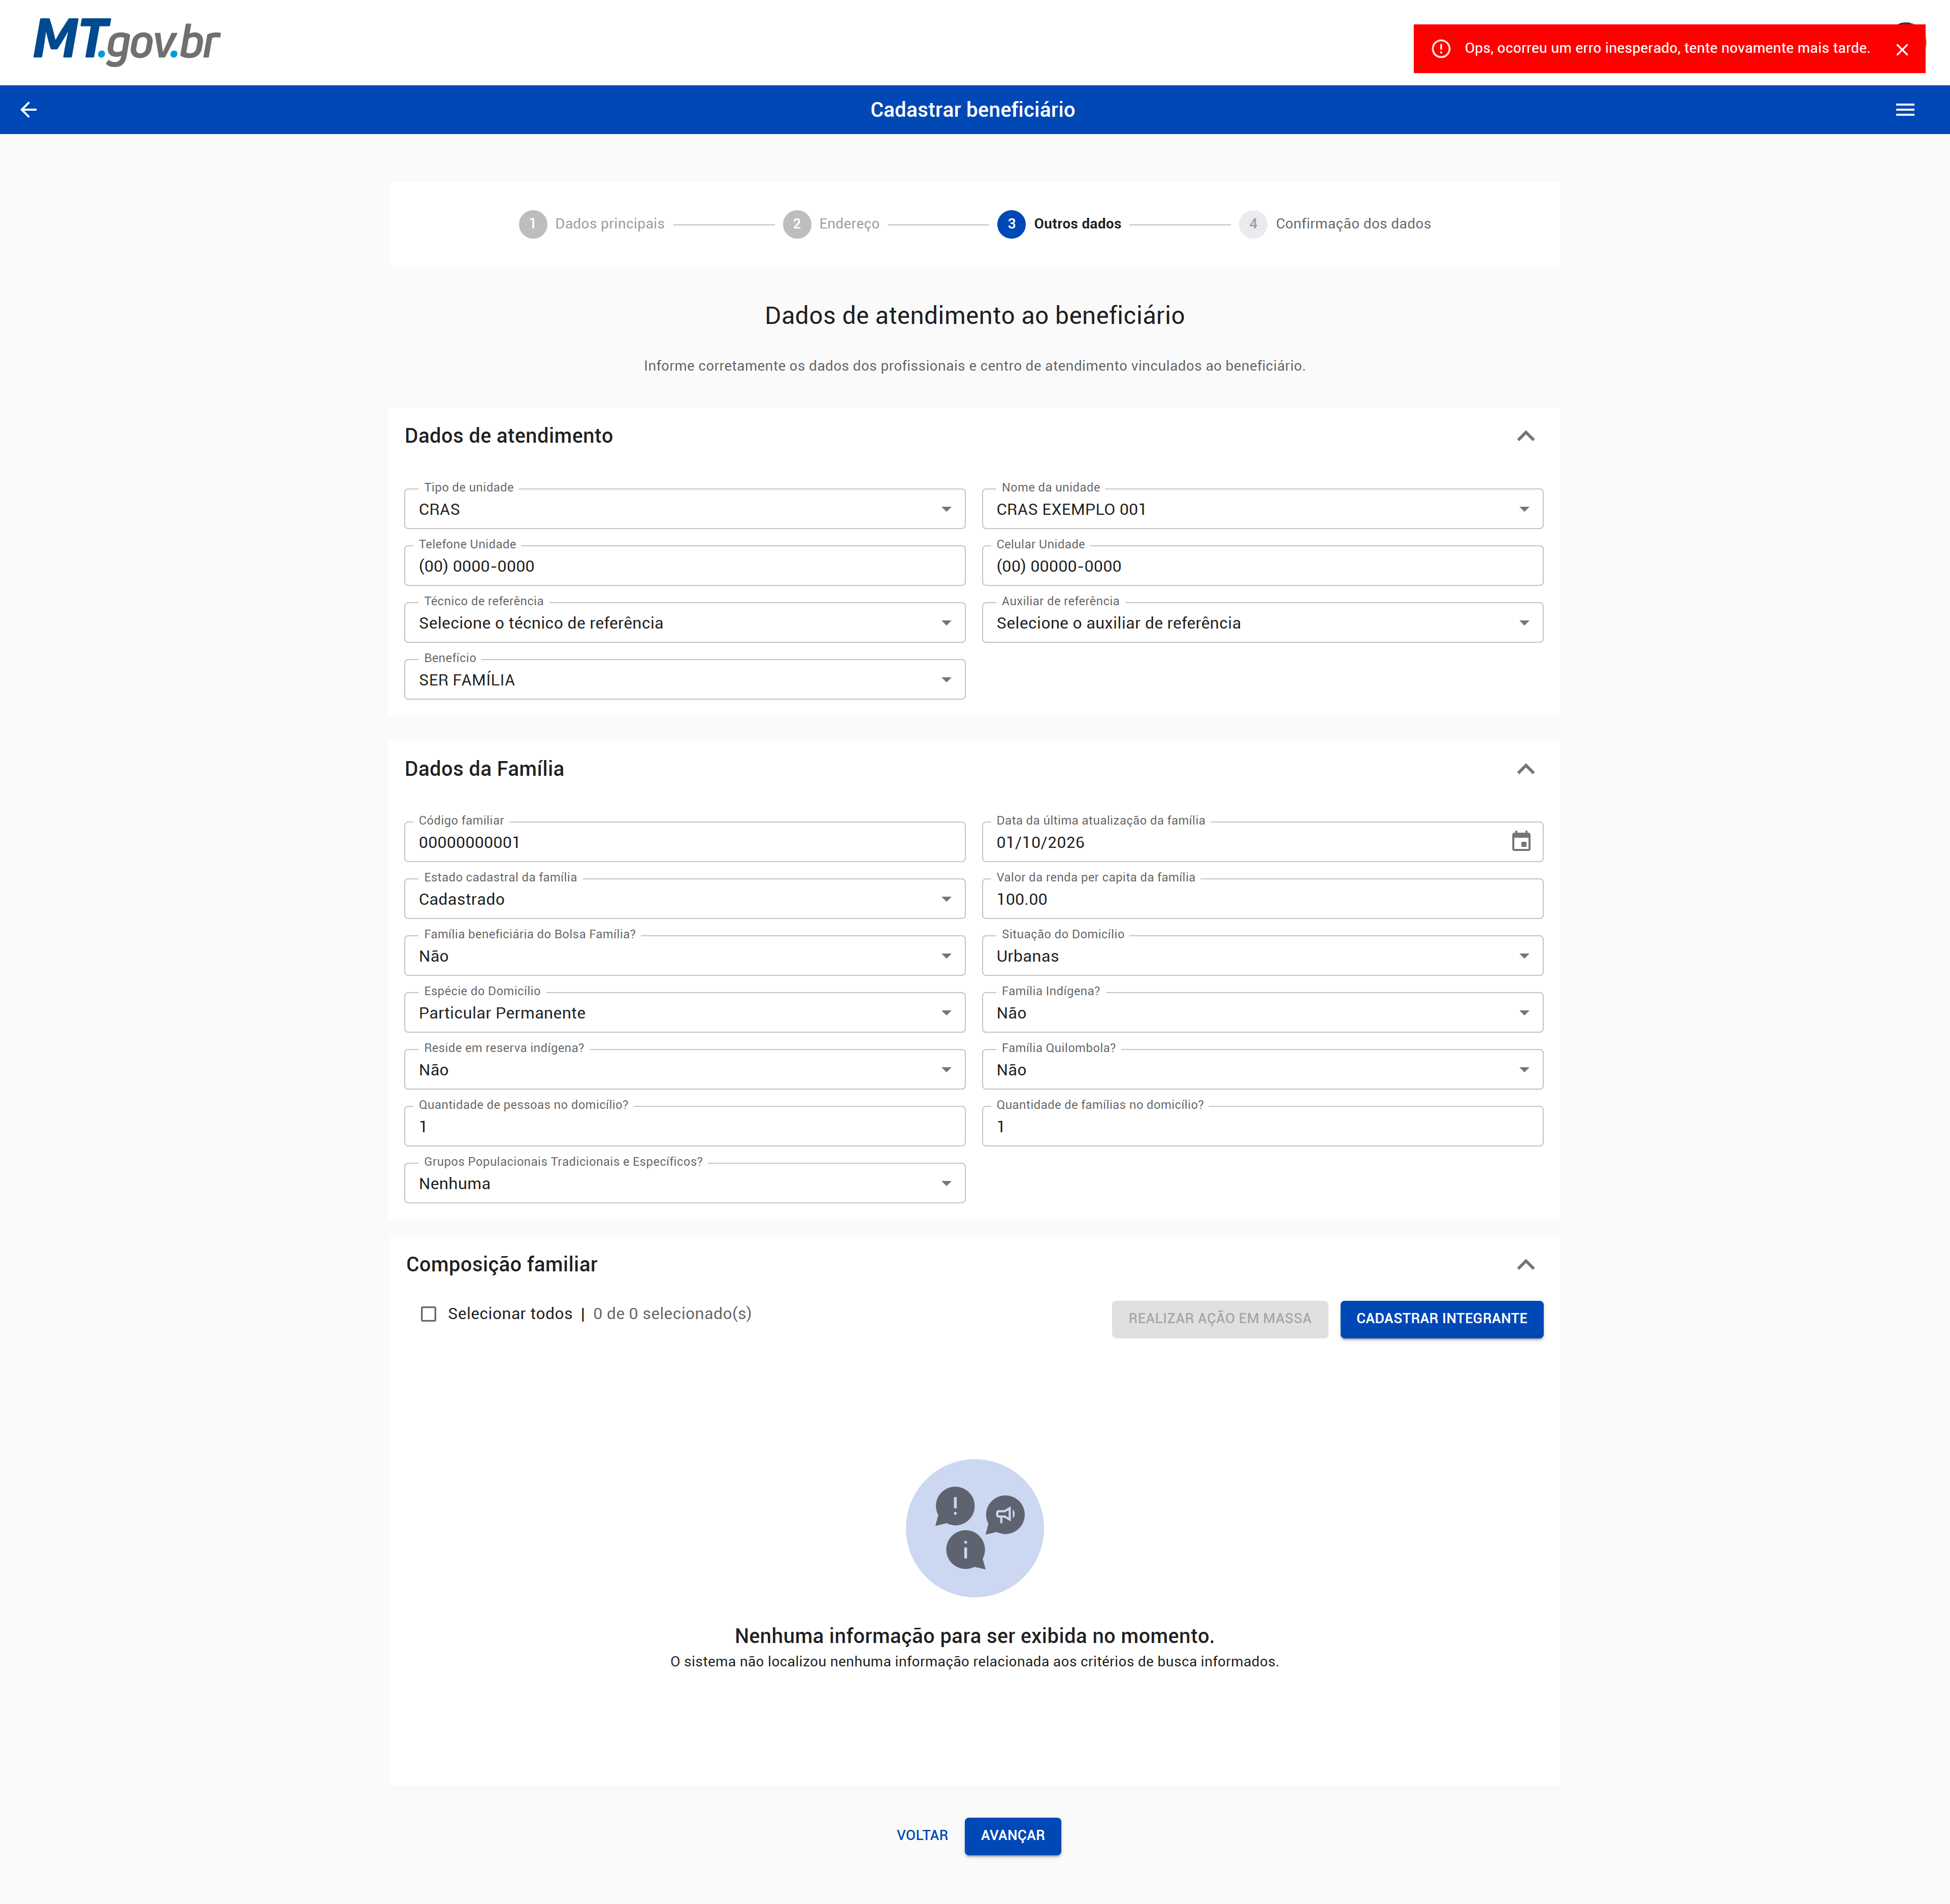 MT.gov.br
Ops, ocorreu um erro inesperado, tente novamente mais tarde.
Cadastrar beneficiário
1 Dados principais 2 Endereço 3 Outros dados 4 Confirmação dos dados
Dados de atendimento ao beneficiário
Informe corretamente os dados dos profissionais e centro de atendimento vinculados ao beneficiário.
Dados de atendimento
Tipo de unidade
CRAS
Nome da unidade
CRAS EXEMPLO 001
Telefone Unidade
(00) 0000-0000
Celular Unidade
(00) 00000-0000
Técnico de referência
Selecione o técnico de referência
Auxiliar de referência
Selecione o auxiliar de referência
Benefício
SER FAMÍLIA
Dados da Família
Código familiar
00000000001
Data da última atualização da família
01/10/2026
Estado cadastral da família
Cadastrado
Valor da renda per capita da família
100.00
Família beneficiária do Bolsa Família?
Não
Situação do Domicílio
Urbanas
Espécie do Domicílio
Particular Permanente
Família Indígena?
Não
Reside em reserva indígena?
Não
Família Quilombola?
Não
Quantidade de pessoas no domicílio?
1
Quantidade de famílias no domicílio?
1
Grupos Populacionais Tradicionais e Específicos?
Nenhuma
Composição familiar
Selecionar todos | 0 de 0 selecionado(s)
REALIZAR AÇÃO EM MASSA
CADASTRAR INTEGRANTE
Nenhuma informação para ser exibida no momento.
O sistema não localizou nenhuma informação relacionada aos critérios de busca informados.
VOLTAR
AVANÇAR